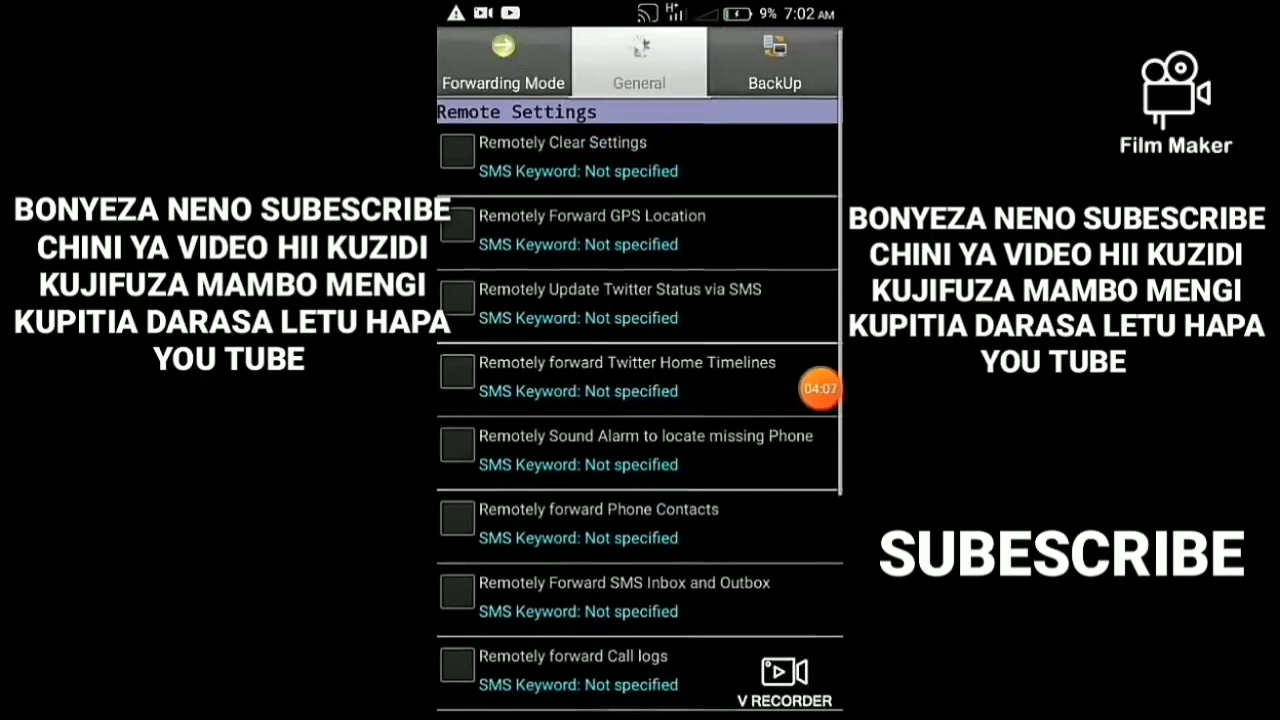 9% 7:02 AM
Forwarding Mode
General
BackUp
Remote Settings
Remotely Clear Settings
SMS Keyword: Not specified
Remotely Forward GPS Location
SMS Keyword: Not specified
Remotely Update Twitter Status via SMS
SMS Keyword: Not specified
Remotely forward Twitter Home Timelines
SMS Keyword: Not specified
04:07
Remotely Sound Alarm to locate missing Phone
SMS Keyword: Not specified
Remotely forward Phone Contacts
SMS Keyword: Not specified
Remotely Forward SMS Inbox and Outbox
SMS Keyword: Not specified
Remotely forward Call logs
SMS Keyword: Not specified
V RECORDER
BONYEZA NENO SUBESCRIBE
CHINI YA VIDEO HII KUZIDI
KUJIFUZA MAMBO MENGI
KUPITIA DARASA LETU HAPA
YOU TUBE
Film Maker
BONYEZA NENO SUBESCRIBE
CHINI YA VIDEO HII KUZIDI
KUJIFUZA MAMBO MENGI
KUPITIA DARASA LETU HAPA
YOU TUBE
SUBESCRIBE